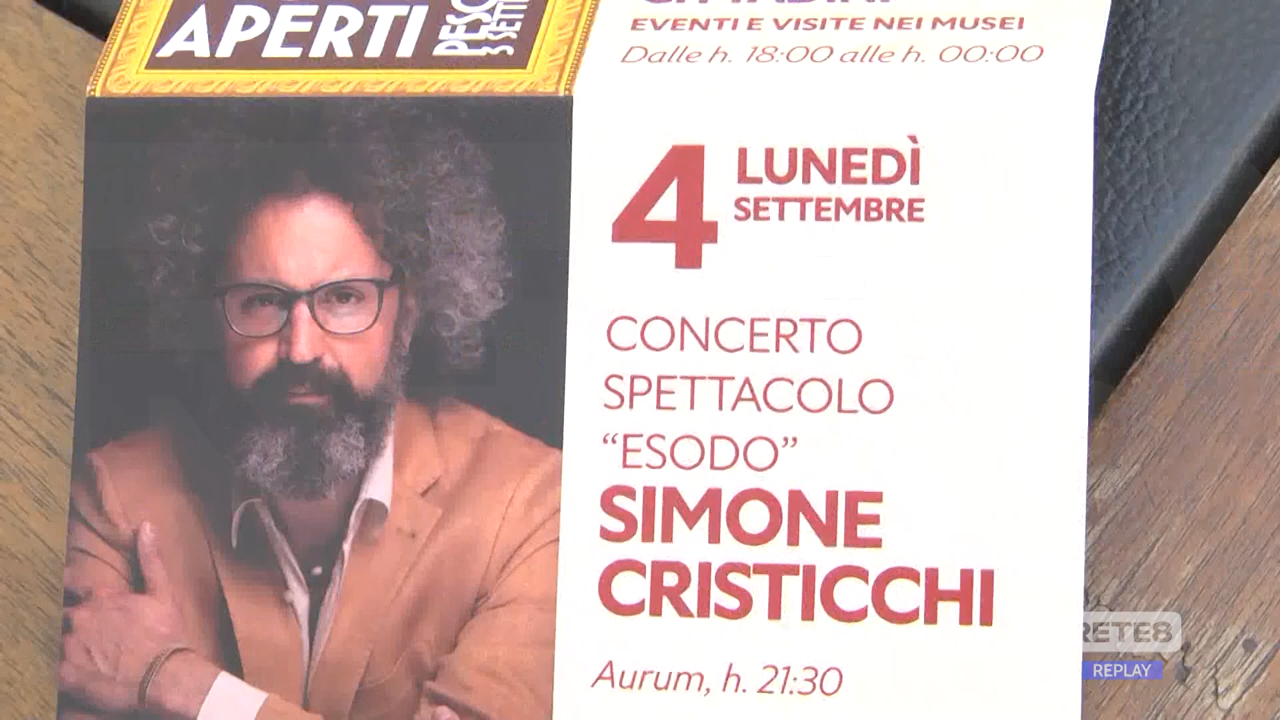 APERTI
EVENTI E VISITE NEI MUSEI
Dalle h. 18:00 alle h. 00:00
4 LUNEDÌ
SETTEMBRE
CONCERTO
SPETTACOLO
“ESODO”
SIMONE
CRISTICCHI
Aurum, h. 21:30
RETE8
REPLAY